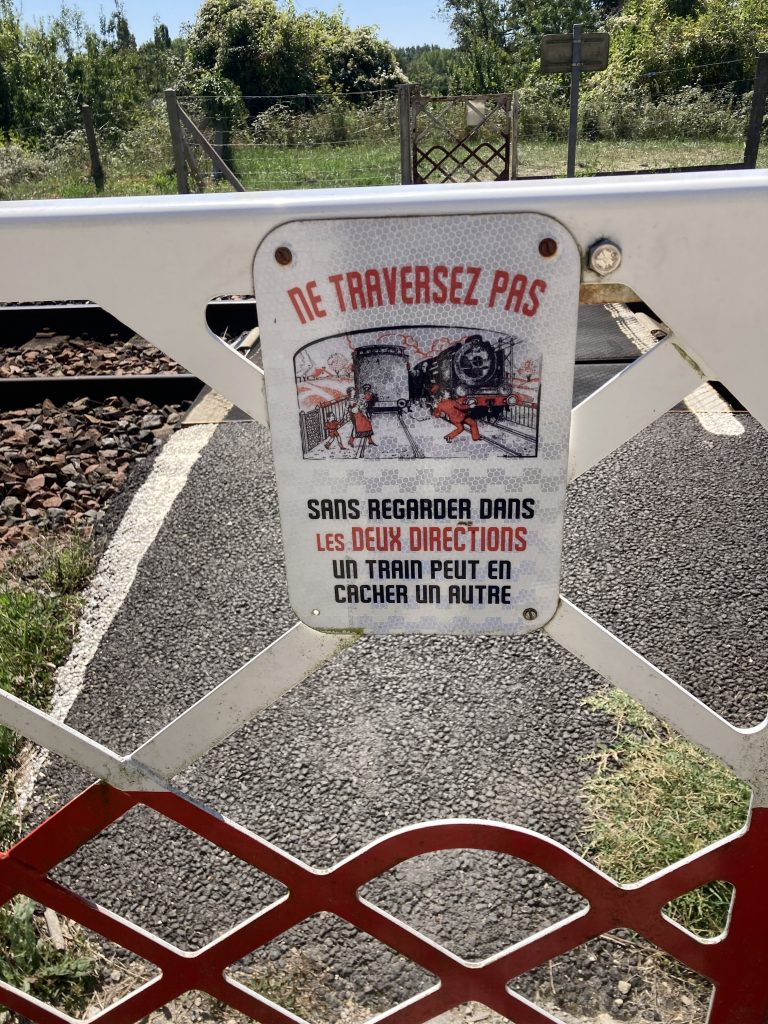 NE TRAVERSEZ PAS
SANS REGARDER DANS
LES DEUX DIRECTIONS
UN TRAIN PEUT EN
CACHER UN AUTRE